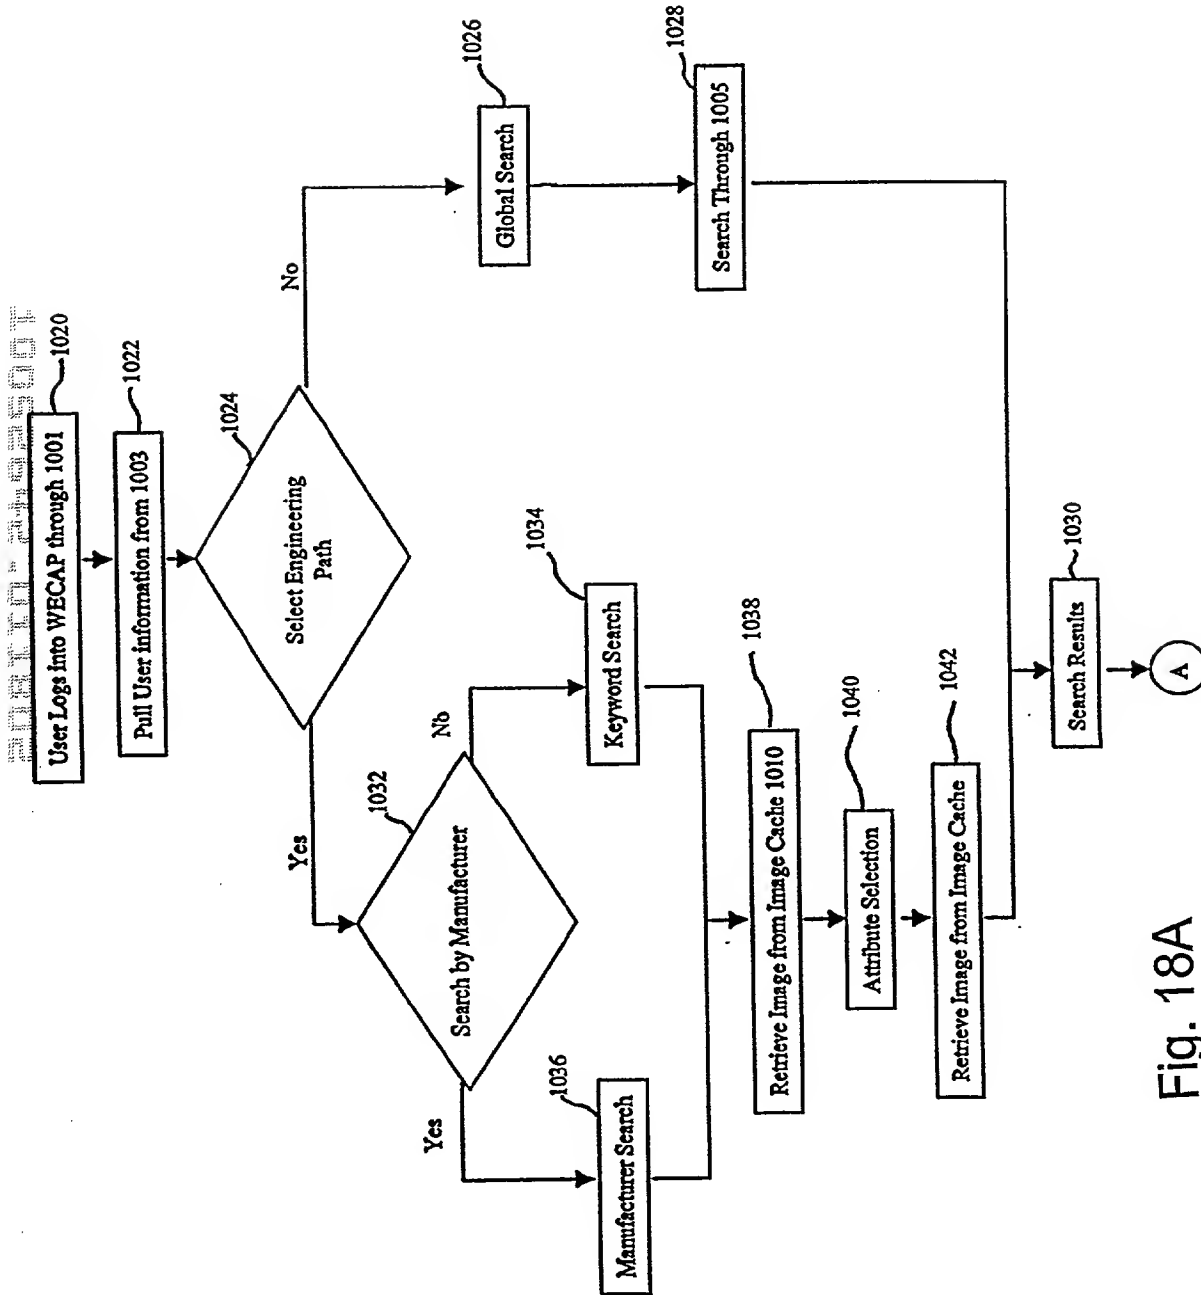 User Logs into WECAP through 1001
1020
Pull User information from 1003
1022
1024
Select Engineering
Path
Yes
No
1032
Search by Manufacturer
Yes
No
1036
Manufacturer Search
1034
Keyword Search
1026
Global Search
1028
Search Through 1005
1038
Retrieve Image from Image Cache 1010
1040
Attribute Selection
1042
Retrieve Image from Image Cache
1030
Search Results
A
Fig. 18A